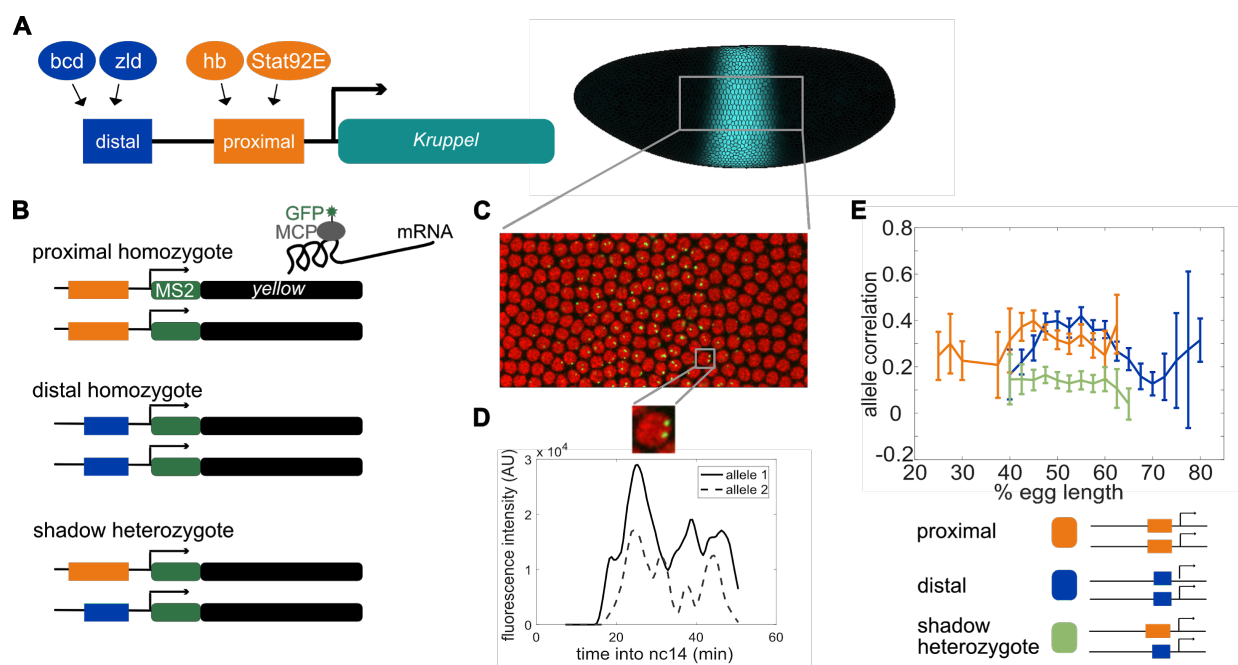 A
bcd
zld
hb
Stat92E
distal
proximal
Kruppel
B
proximal homozygote
GFP
MCP
mRNA
MS2
yellow
distal homozygote
shadow heterozygote
C
D
x 10⁴
fluorescence intensity (AU)
3
2
1
0
0
20
40
60
time into nc14 (min)
allele 1
allele 2
E
allele correlation
0.8
0.6
0.4
0.2
0
-0.2
20
30
40
50
60
70
80
% egg length
proximal
distal
shadow
heterozygote